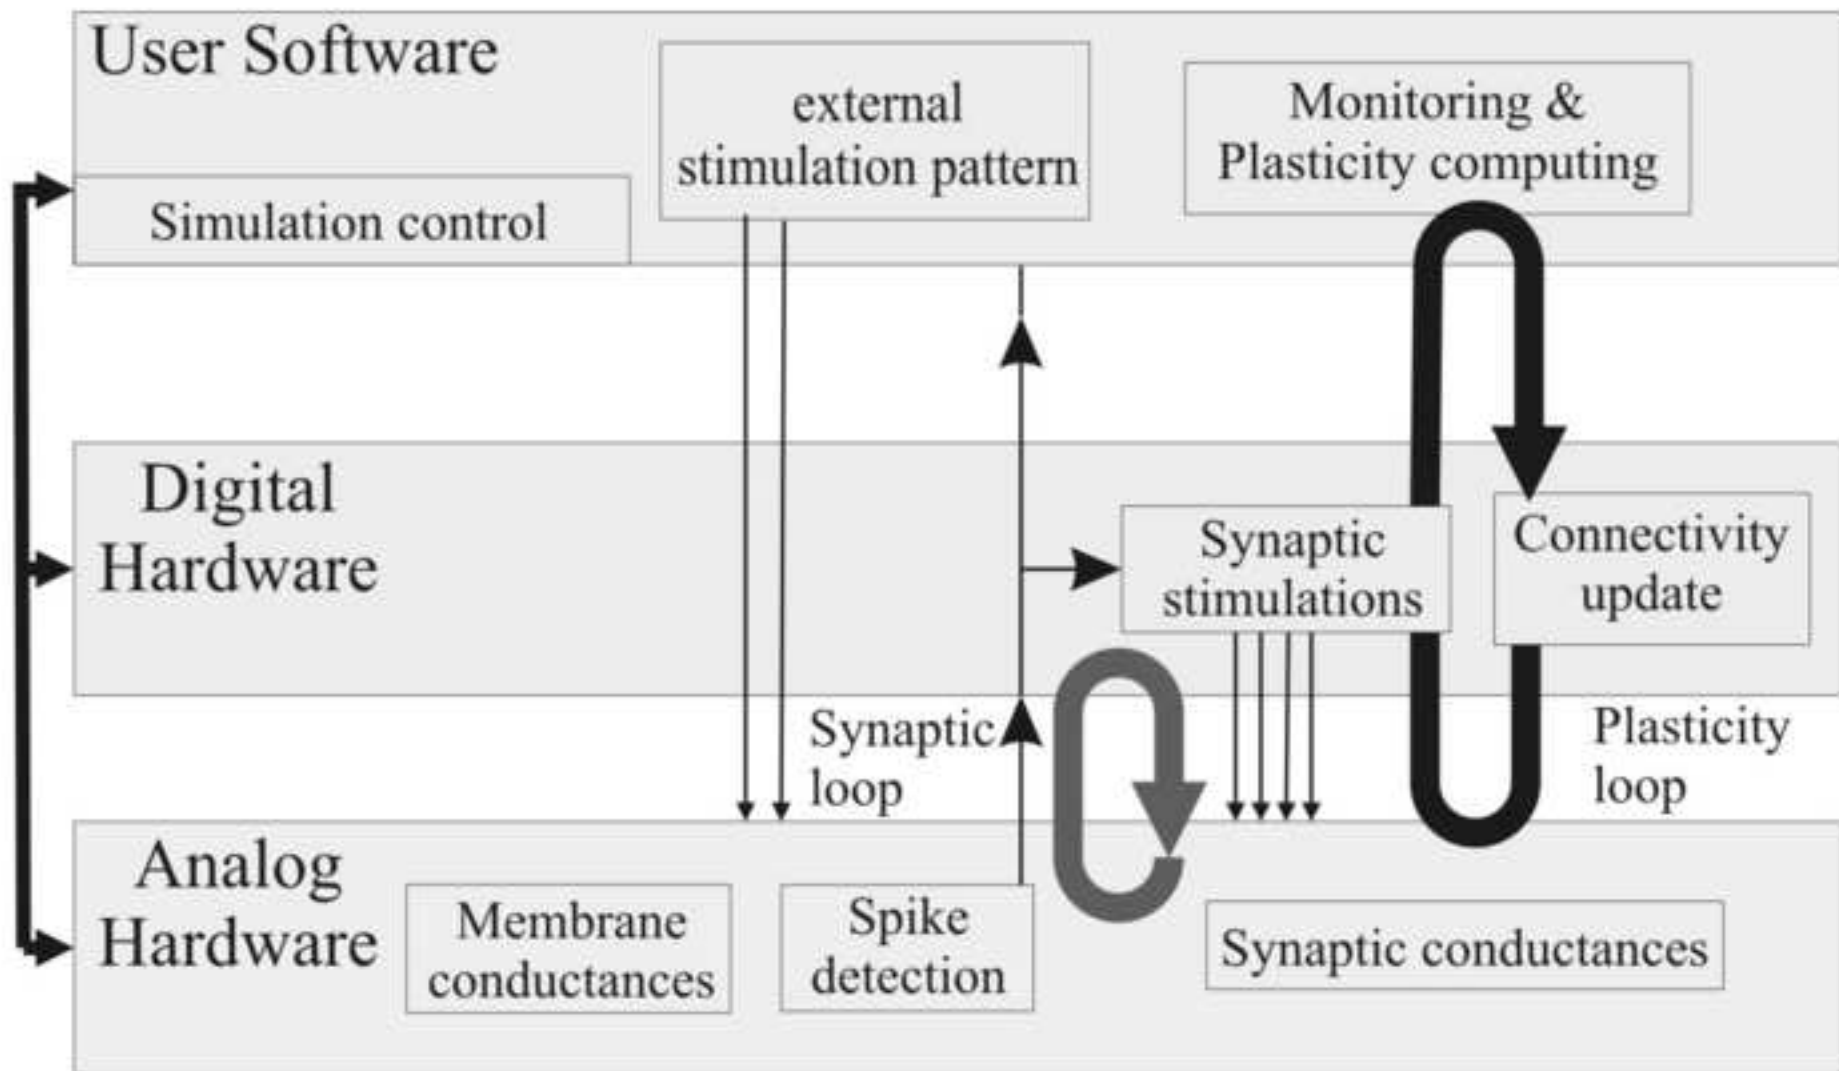 User Software
external
stimulation pattern
Monitoring &
Plasticity computing
Simulation control
Digital
Hardware
Synaptic
stimulations
Connectivity
update
Synaptic
loop
Plasticity
loop
Analog
Hardware
Membrane
conductances
Spike
detection
Synaptic conductances